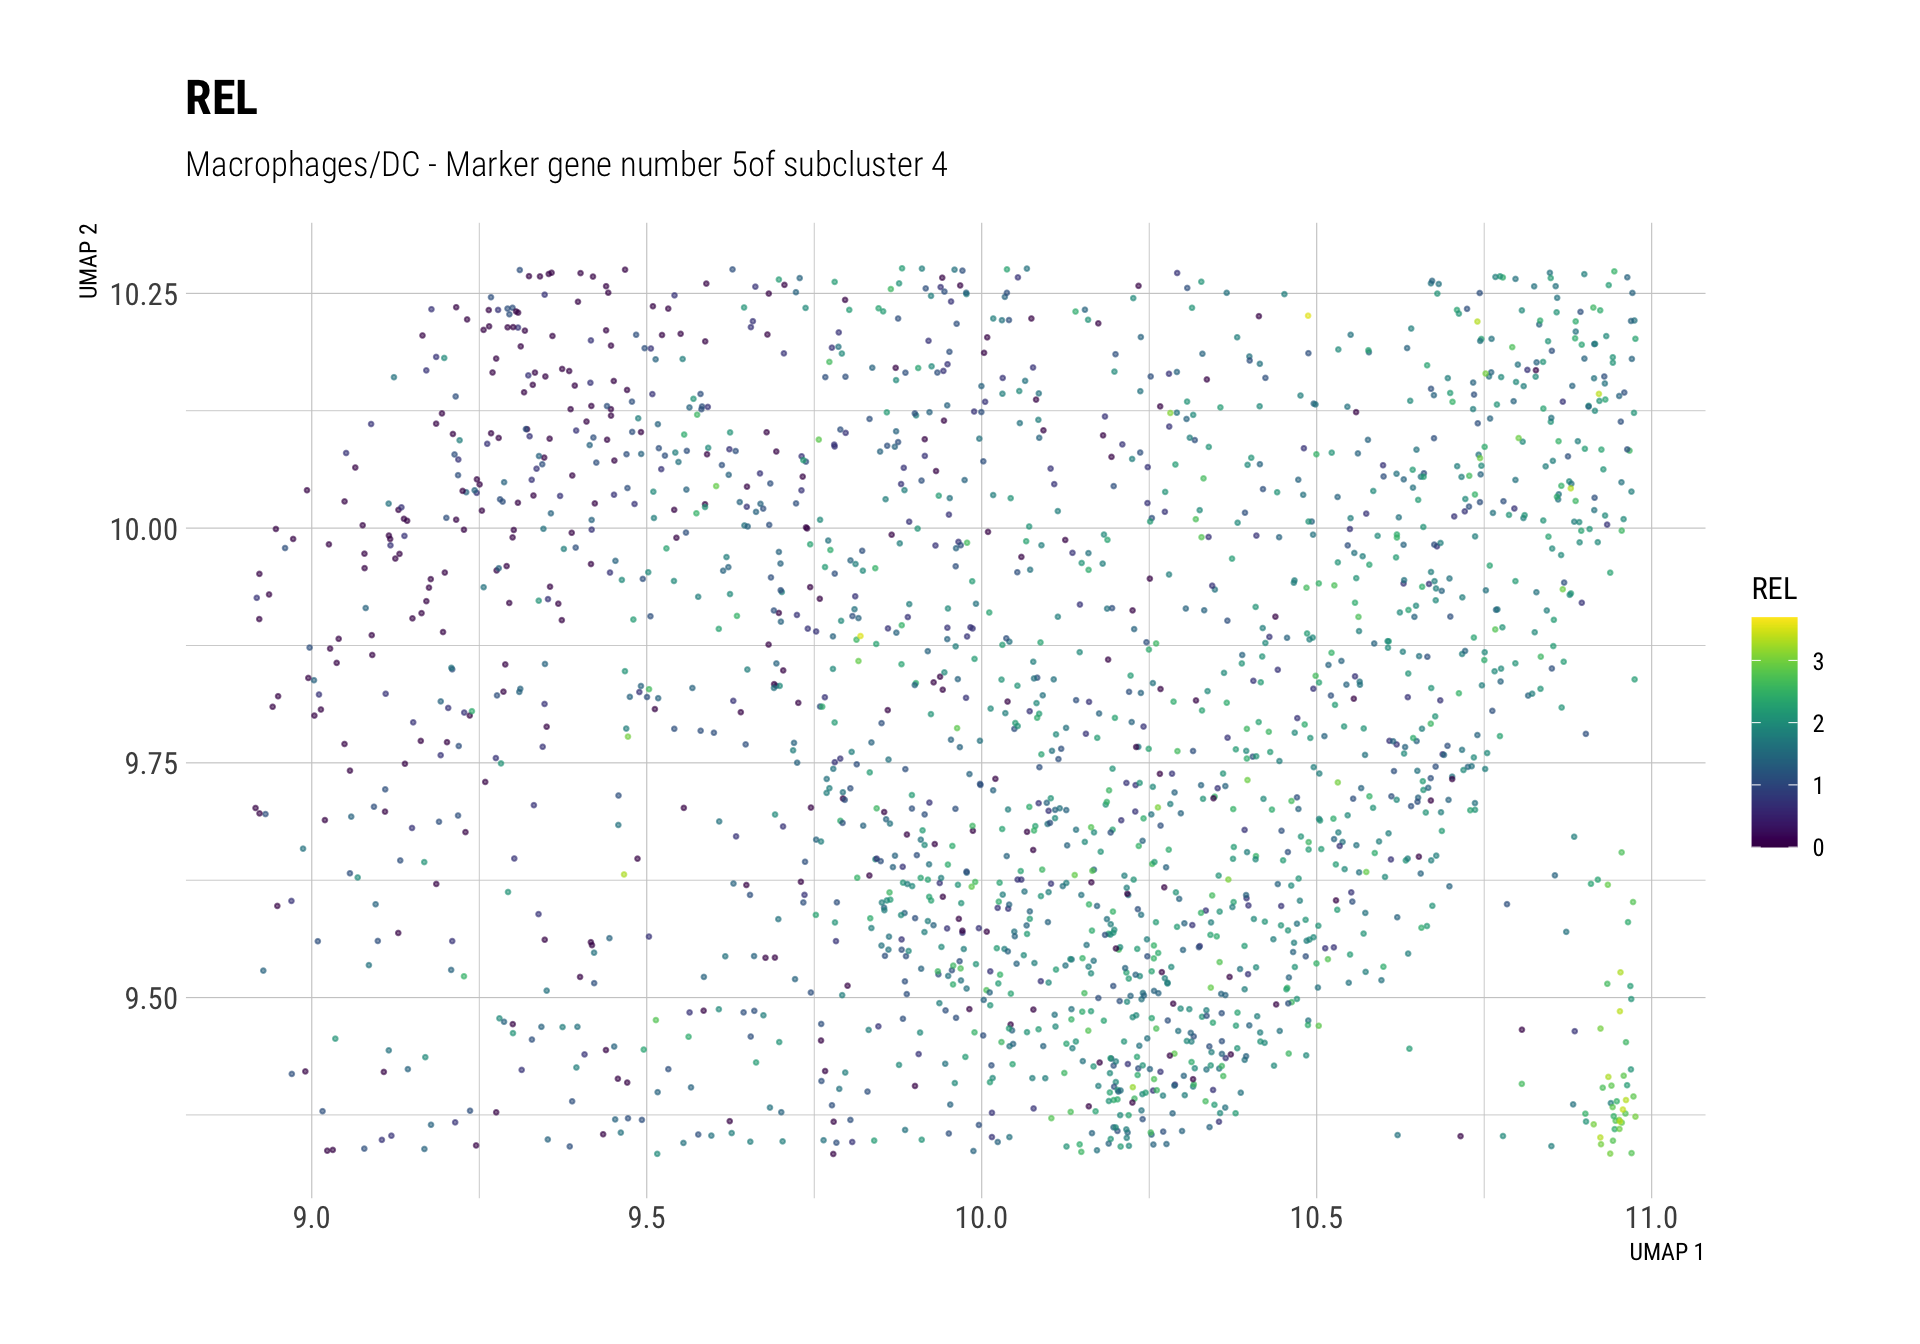 REL
Macrophages/DC - Marker gene number 5of subcluster 4
UMAP 2
10.25
10.00
9.75
9.50
9.0 9.5 10.0 10.5 11.0
UMAP 1
REL
3
2
1
0